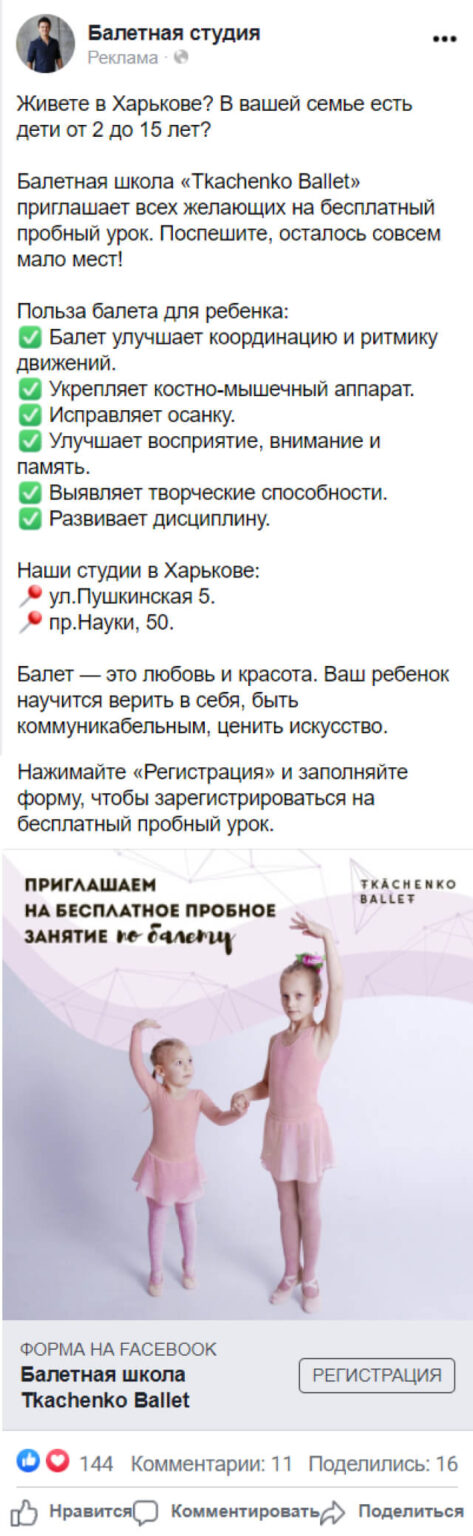 Балетная студия
Реклама ·
Живете в Харькове? В вашей семье есть
дети от 2 до 15 лет?
Балетная школа «Tkachenko Ballet»
приглашает всех желающих на бесплатный
пробный урок. Поспешите, осталось совсем
мало мест!
Польза балета для ребенка:
✅ Балет улучшает координацию и ритмику
движений.
✅ Укрепляет костно-мышечный аппарат.
✅ Исправляет осанку.
✅ Улучшает восприятие, внимание и
память.
✅ Выявляет творческие способности.
✅ Развивает дисциплину.
Наши студии в Харькове:
📍 ул.Пушкинская 5.
📍 пр.Науки, 50.
Балет — это любовь и красота. Ваш ребенок
научится верить в себя, быть
коммуникабельным, ценить искусство.
Нажимайте «Регистрация» и заполняйте
форму, чтобы зарегистрироваться на
бесплатный пробный урок.
ПРИГЛАШАЕМ
НА БЕСПЛАТНОЕ ПРОБНОЕ
ЗАНЯТИЕ по балету
TKACHENKO
BALLET
ФОРМА НА FACEBOOK
Балетная школа
Tkachenko Ballet
РЕГИСТРАЦИЯ
144 Комментарии: 11 Поделились: 16
Нравится Комментировать Поделиться